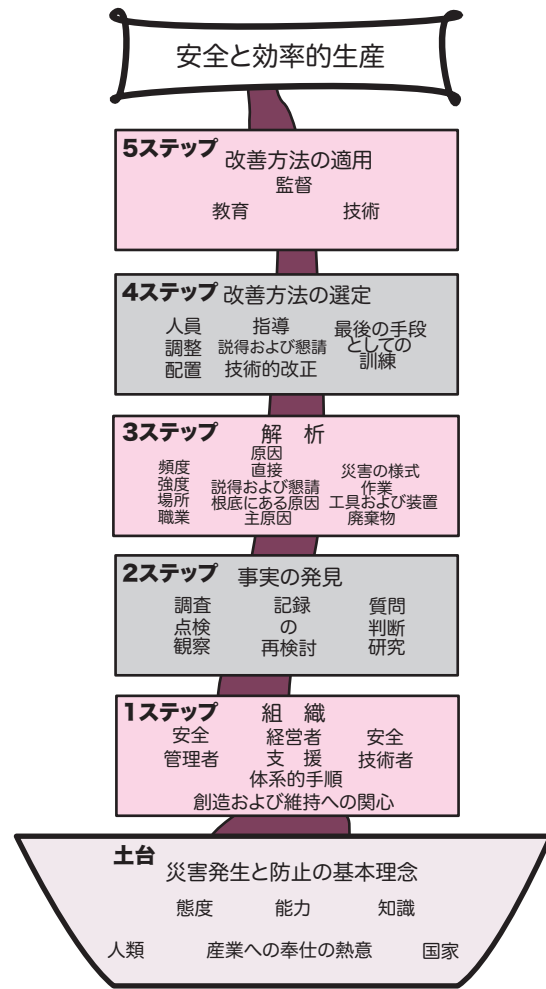 安全と効率的生産
5ステップ 改善方法の適用
監督
教育 技術
4ステップ 改善方法の選定
人員 指導 最後の手段
調整 説得および懇請 としての
配置 技術的改正 訓練
3ステップ 解 析
原因
頻度 直接 災害の様式
強度 説得および懇請 作業
場所 根底にある原因 工具および装置
職業 主原因 廃棄物
2ステップ 事実の発見
調査 記録 質問
点検 の 判断
観察 再検討 研究
1ステップ 組 織
安全 経営者 安全
管理者 支 援 技術者
体系的手順
創造および維持への関心
土台 災害発生と防止の基本理念
態度 能力 知識
人類 産業への奉仕の熱意 国家